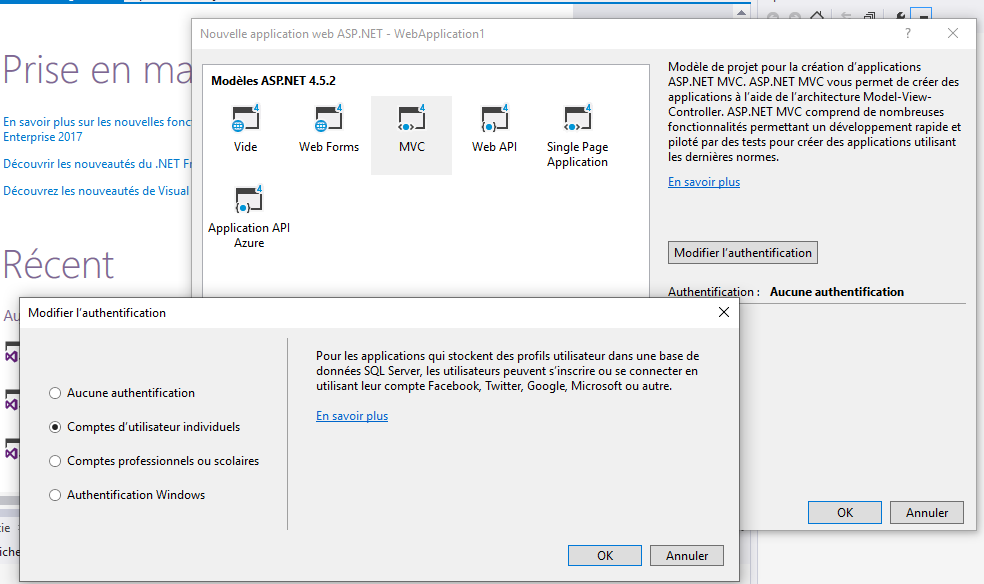 Nouvelle application web ASP.NET - WebApplication1
?
Prise en ma
En savoir plus sur les nouvelles fonc
Enterprise 2017
Découvrir les nouveautés du .NET Fr
Découvrez les nouveautés de Visual
Récent
Au
Modèles ASP.NET 4.5.2
Vide
Web Forms
MVC
Web API
Single Page
Application
Application API
Azure
Modèle de projet pour la création d’applications
ASP.NET MVC. ASP.NET MVC vous permet de créer des
applications à l’aide de l’architecture Model-View-
Controller. ASP.NET MVC comprend de nombreuses
fonctionnalités permettant un développement rapide et
piloté par des tests pour créer des applications utilisant
les dernières normes.
En savoir plus
Modifier l’authentification
Authentification : Aucune authentification
OK
Annuler
Modifier l’authentification
Aucune authentification
Comptes d’utilisateur individuels
Comptes professionnels ou scolaires
Authentification Windows
Pour les applications qui stockent des profils utilisateur dans une base de
données SQL Server, les utilisateurs peuvent s’inscrire ou se connecter en
utilisant leur compte Facebook, Twitter, Google, Microsoft ou autre.
En savoir plus
OK
Annuler